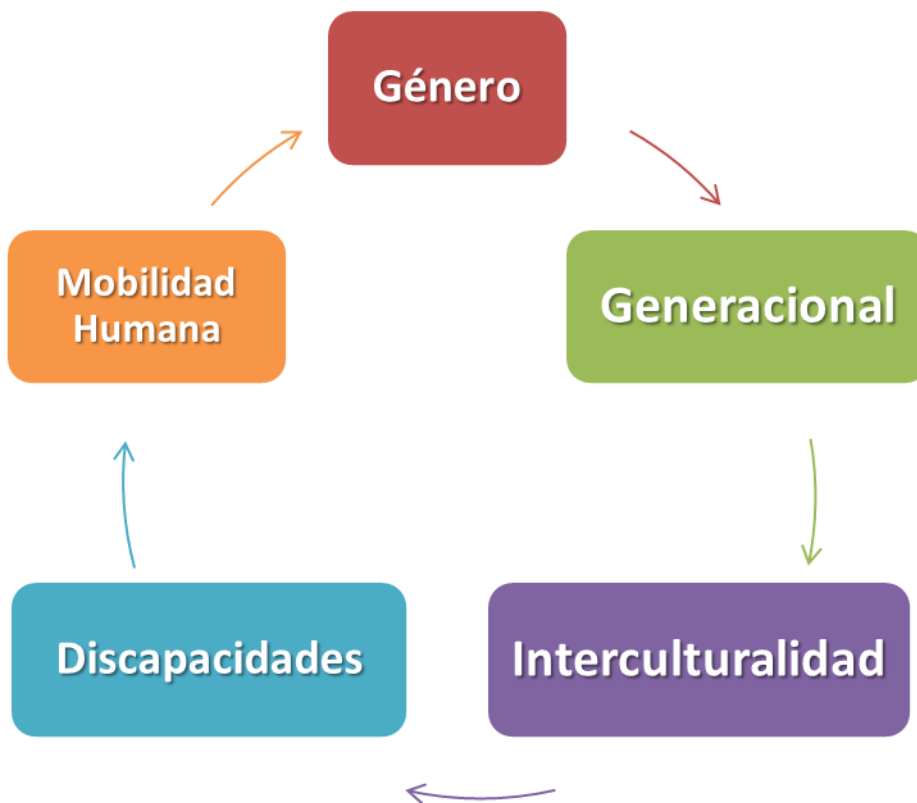 Género
Generacional
Interculturalidad
Discapacidades
Mobilidad
Humana